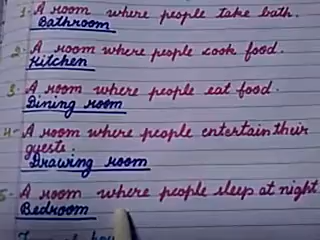 1- A room where people take bath.
Bathroom
2- A room where people cook food.
Kitchen
3- A room where people eat food.
Dining room
4- A room where people entertain their
guests.
Drawing room
5- A room where people sleep at night
Bedroom